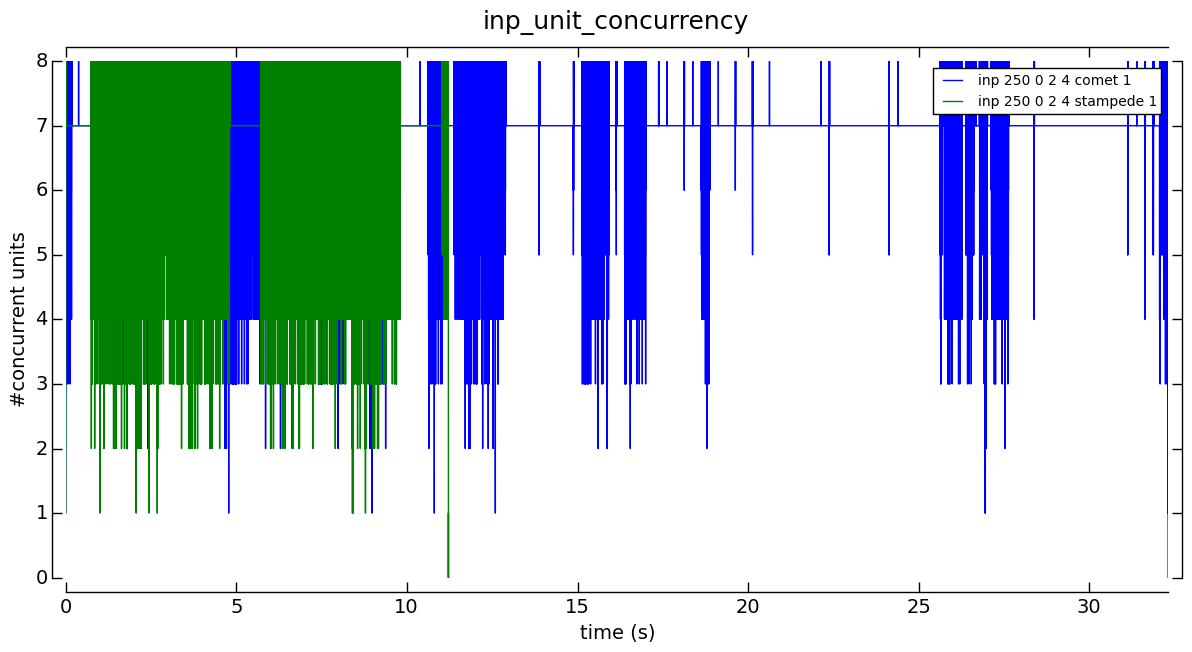 inp_unit_concurrency
inp 250 0 2 4 comet 1
inp 250 0 2 4 stampede 1
#concurrent units
8
7
6
5
4
3
2
1
0
0 5 10 15 20 25 30
time (s)